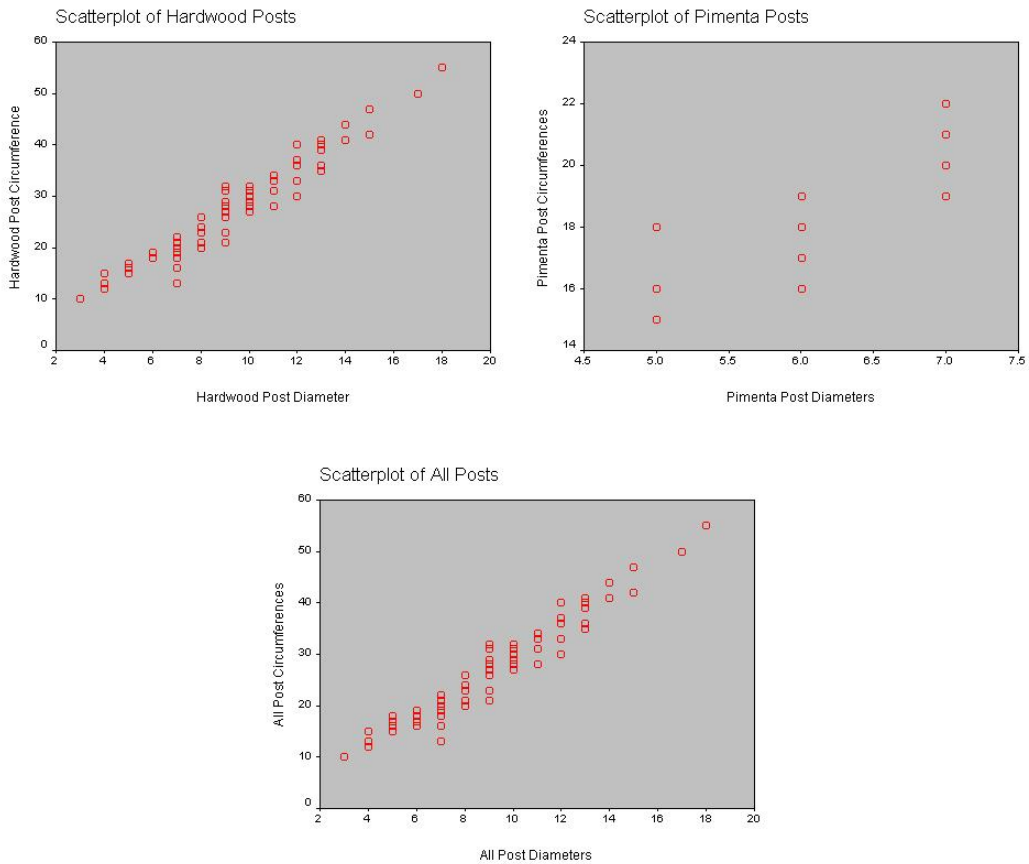 Scatterplot of Hardwood Posts
60
50
40
30
20
10
0
2 4 6 8 10 12 14 16 18 20
Hardwood Post Circumference
Hardwood Post Diameter
Scatterplot of Pimenta Posts
24
22
20
18
16
14
4.5 5.0 5.5 6.0 6.5 7.0 7.5
Pimenta Post Circumferences
Pimenta Post Diameters
Scatterplot of All Posts
60
50
40
30
20
10
0
2 4 6 8 10 12 14 16 18 20
All Post Circumferences
All Post Diameters